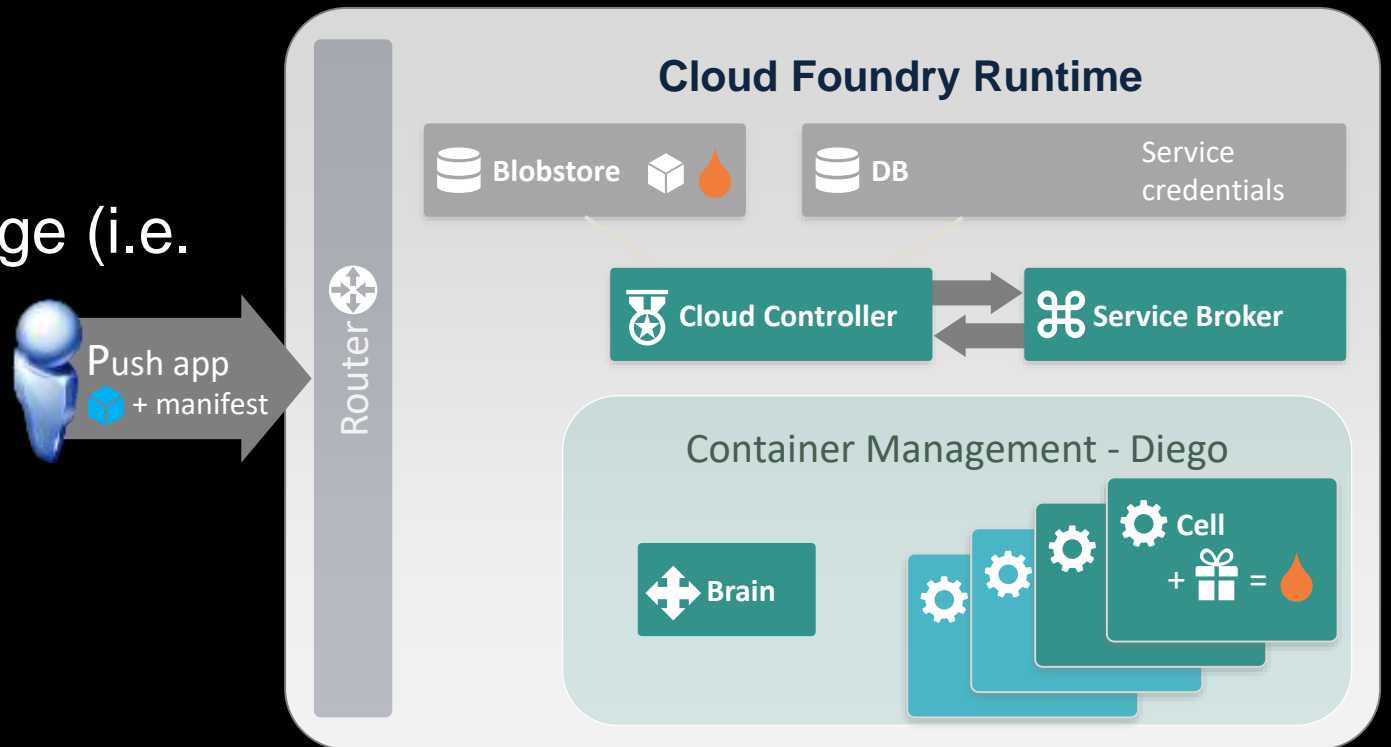 Cloud Foundry Runtime
Blobstore
DB
Service
credentials
ge (i.e.
Router
Cloud Controller
Service Broker
Push app
+ manifest
Container Management - Diego
Cell
+ =
Brain